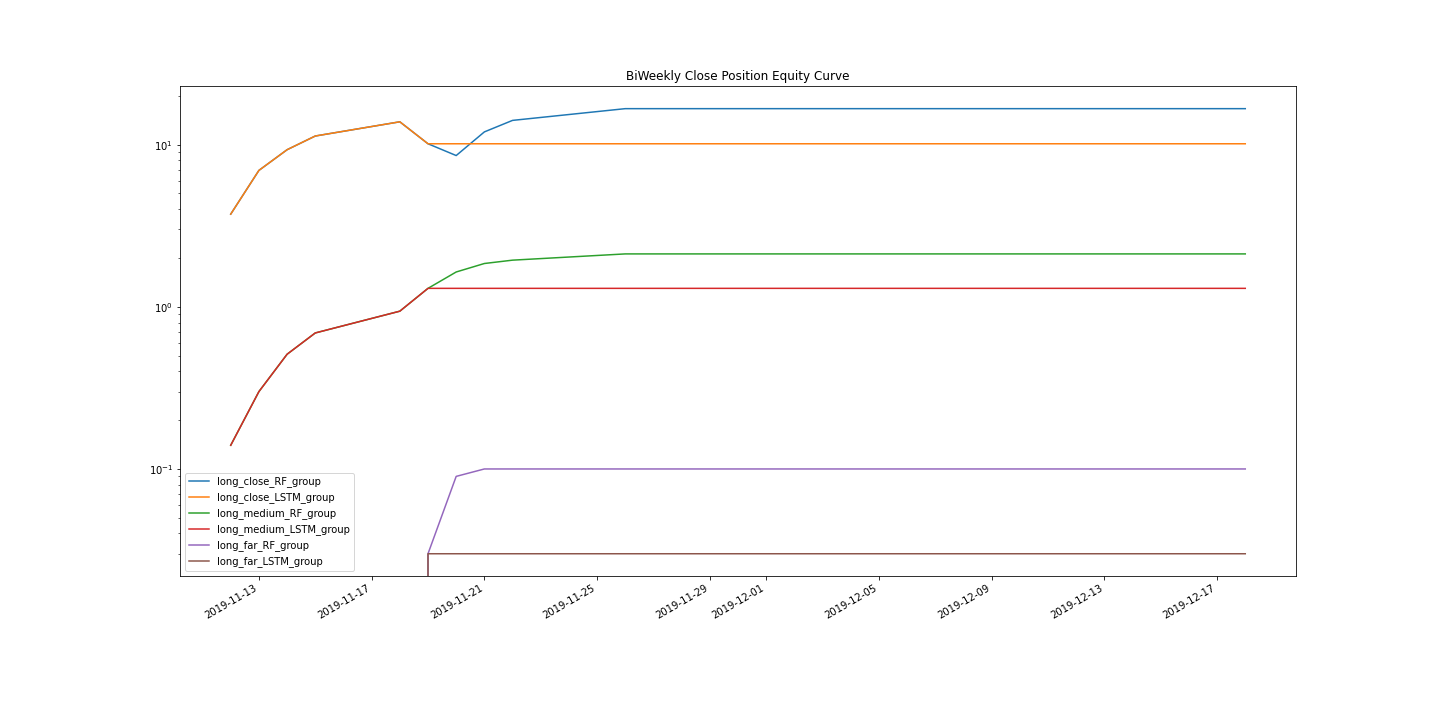 BiWeekly Close Position Equity Curve
10¹
10⁰
10⁻¹
long_close_RF_group
long_close_LSTM_group
long_medium_RF_group
long_medium_LSTM_group
long_far_RF_group
long_far_LSTM_group
2019-11-13
2019-11-17
2019-11-21
2019-11-25
2019-11-29
2019-12-01
2019-12-05
2019-12-09
2019-12-13
2019-12-17